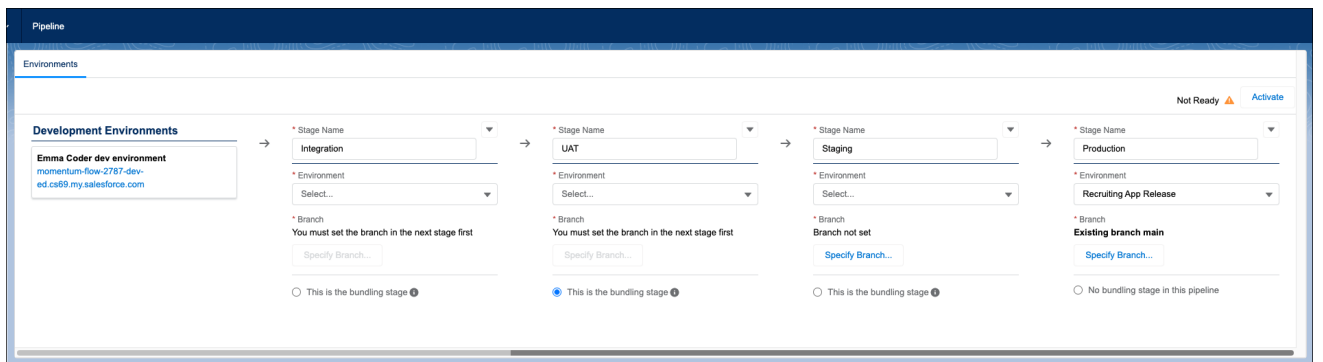 Pipeline
Environments
Not Ready
Activate
Development Environments
Emma Coder dev environment
momentum-flow-2787-dev-
ed.cs69.my.salesforce.com
* Stage Name
Integration
* Environment
Select...
* Branch
You must set the branch in the next stage first
Specify Branch...
This is the bundling stage
* Stage Name
UAT
* Environment
Select...
* Branch
You must set the branch in the next stage first
Specify Branch...
This is the bundling stage
* Stage Name
Staging
* Environment
Select...
* Branch
Branch not set
Specify Branch...
This is the bundling stage
* Stage Name
Production
* Environment
Recruiting App Release
* Branch
Existing branch main
Specify Branch...
No bundling stage in this pipeline